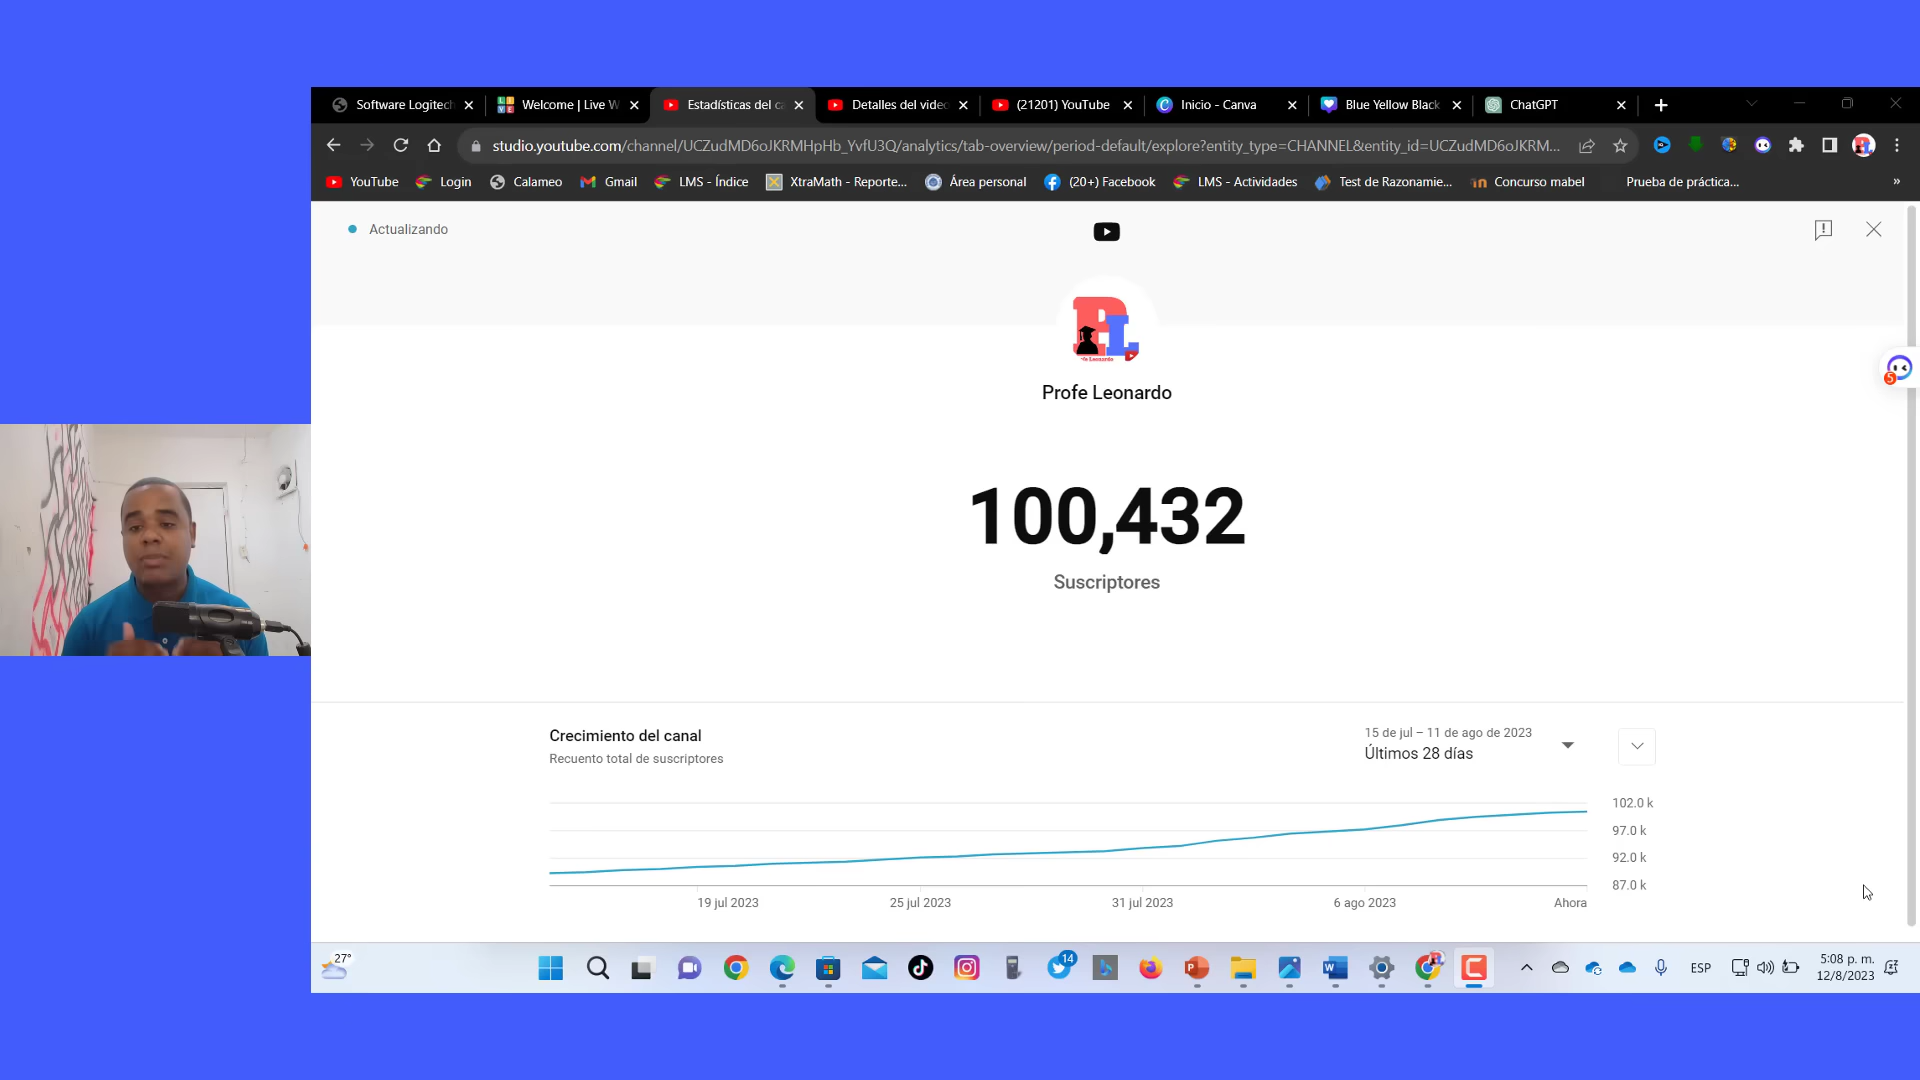 Software Logitech
Welcome | Live W
Estadísticas del ca
Detalles del video
(21201) YouTube
Inicio - Canva
Blue Yellow Black
ChatGPT
studio.youtube.com/channel/UCZudMD6oJKRMHpHb_YvfU3Q/analytics/tab-overview/period-default/explore?entity_type=CHANNEL&entity_id=UCZudMD6oJKRM...
YouTube
Login
Calameo
Gmail
LMS - Índice
XtraMath - Reporte...
Área personal
(20+) Facebook
LMS - Actividades
Test de Razonamie...
Concurso mabel
Prueba de práctica...
»
Actualizando
PL
Profe Leonardo
5
100,432
Suscriptores
Crecimiento del canal
Recuento total de suscriptores
15 de jul – 11 de ago de 2023
Últimos 28 días
102.0 k
97.0 k
92.0 k
87.0 k
19 jul 2023
25 jul 2023
31 jul 2023
6 ago 2023
Ahora
27°
14
ESP
5:08 p. m.
12/8/2023